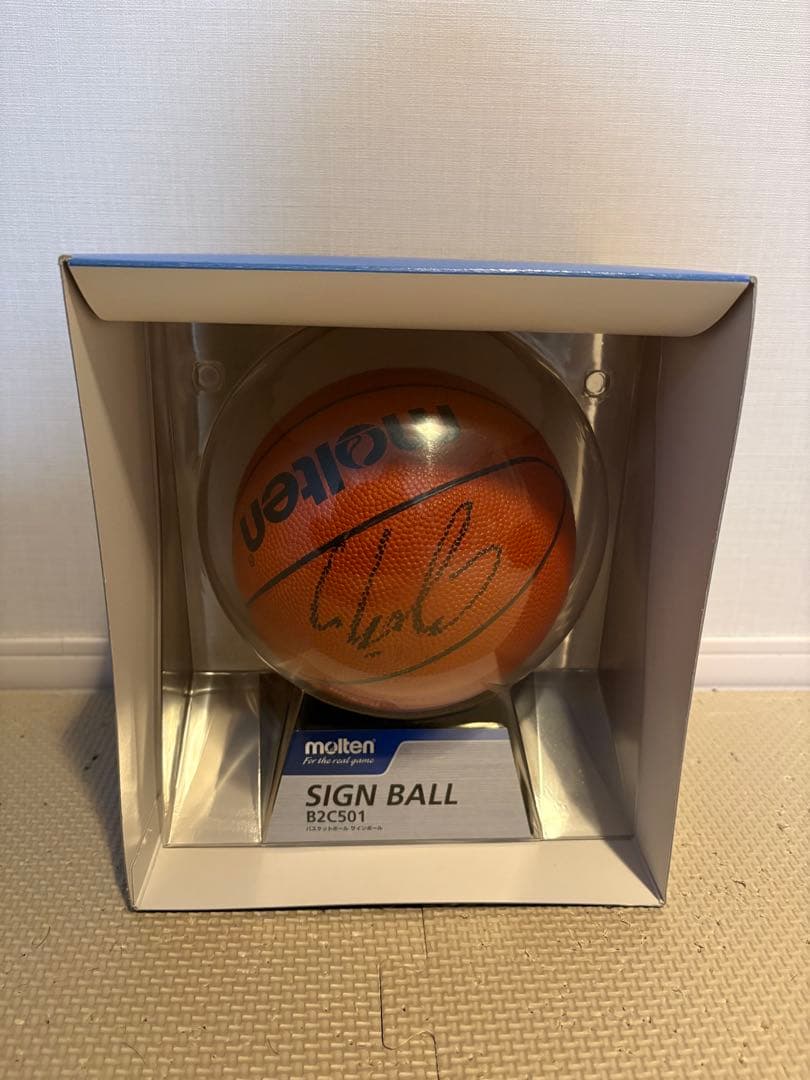 molten
molten
For the real game
SIGN BALL
B2C501
バスケットボール サインボール